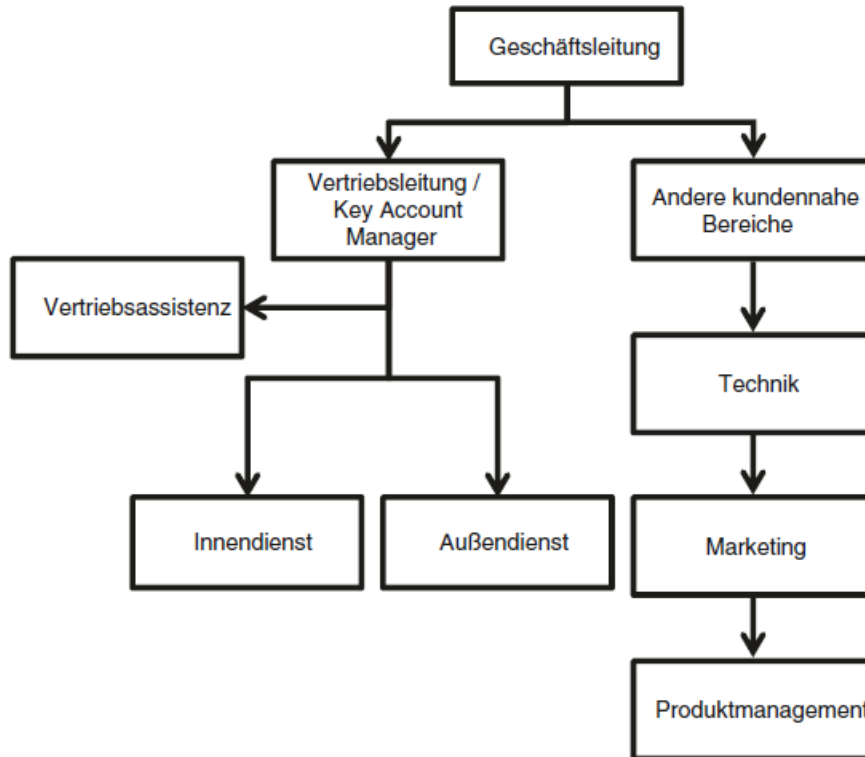 Geschäftsleitung
Vertriebsleitung /
Key Account
Manager
Andere kundennahe
Bereiche
Vertriebsassistenz
Technik
Innendienst
Außendienst
Marketing
Produktmanagement